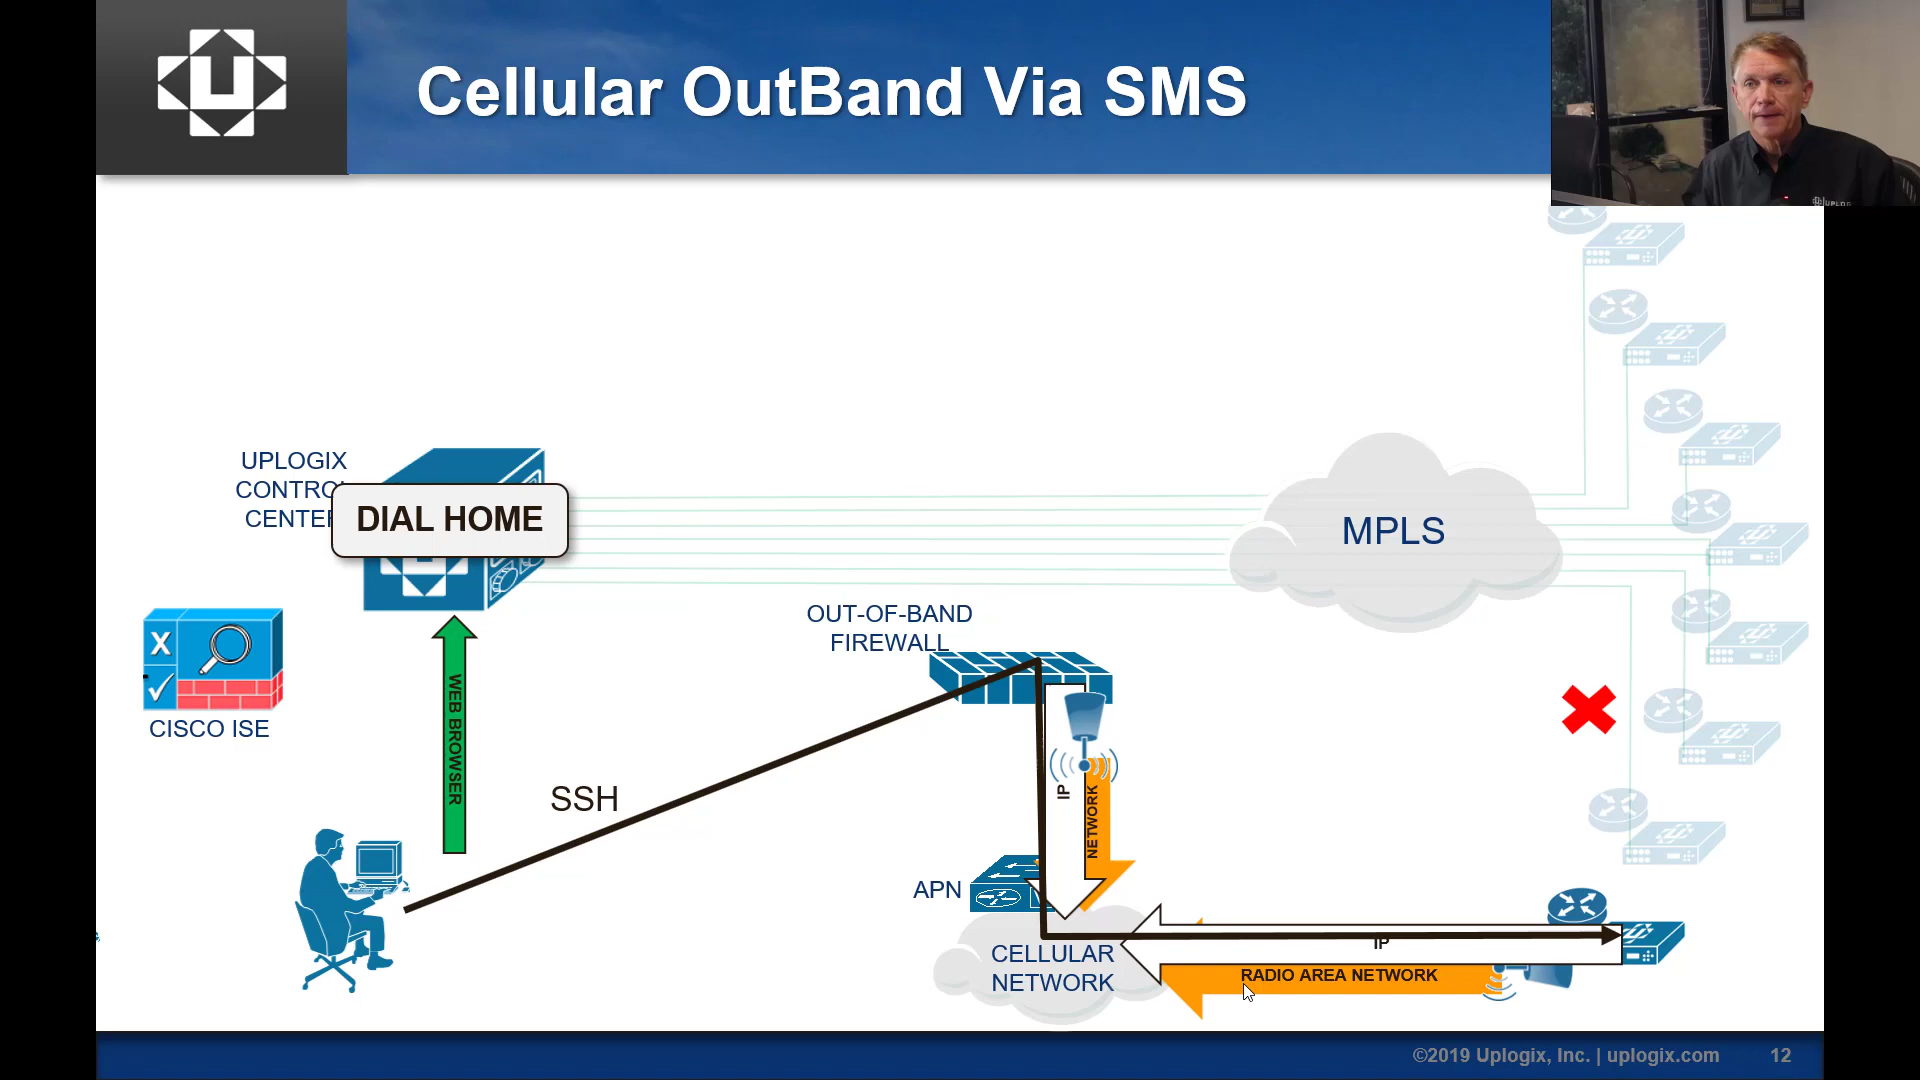 U
Cellular OutBand Via SMS
UPLOGIX
CONTROL
CENTER
DIAL HOME
MPLS
OUT-OF-BAND
FIREWALL
X
CISCO ISE
WEB BROWSER
SSH
IP
NETWORK
APN
CELLULAR
NETWORK
IP
RADIO AREA NETWORK
©2019 Uplogix, Inc. | uplogix.com
12